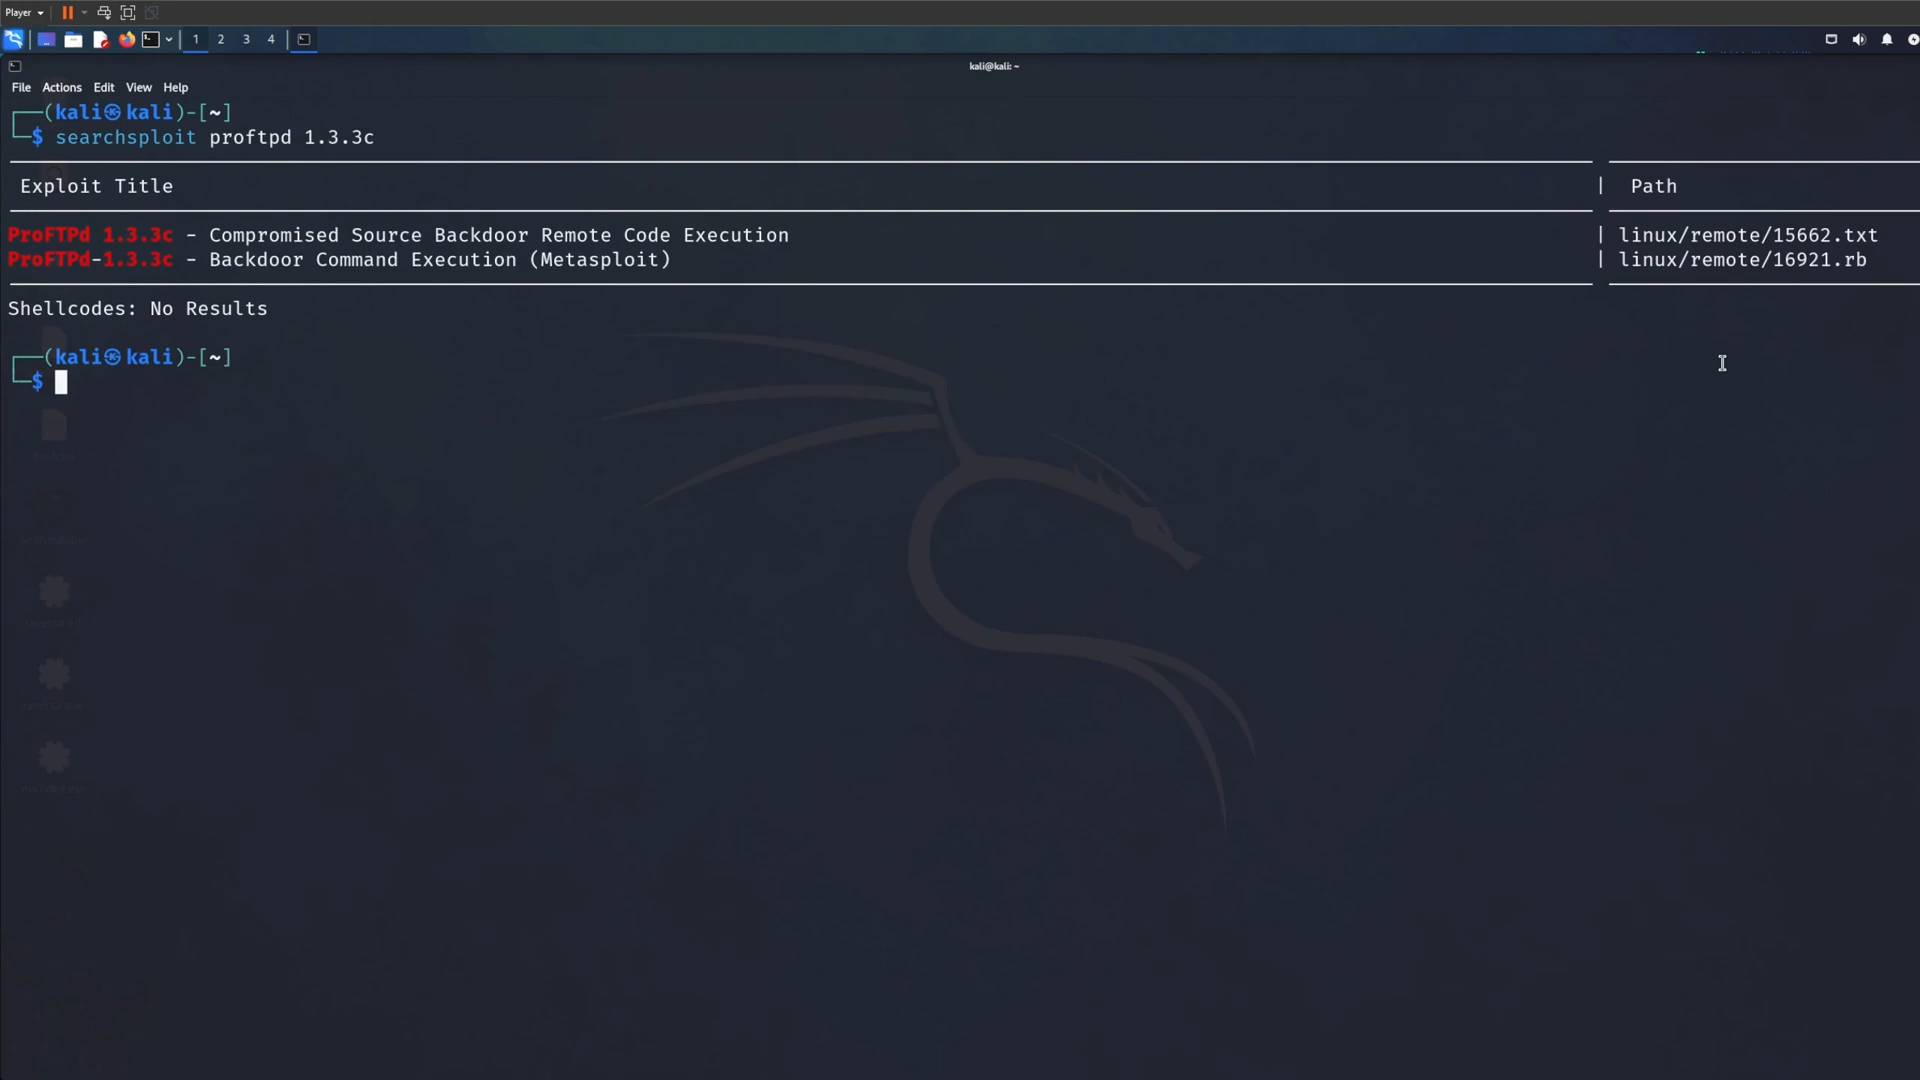 Player
1 2 3 4
kali@kali: ~
File Actions Edit View Help
(kali㉿kali)-[~]
$ searchsploit proftpd 1.3.3c
Exploit Title | Path
ProFTPd 1.3.3c - Compromised Source Backdoor Remote Code Execution | linux/remote/15662.txt
ProFTPd-1.3.3c - Backdoor Command Execution (Metasploit) | linux/remote/16921.rb
Shellcodes: No Results
(kali㉿kali)-[~]
$